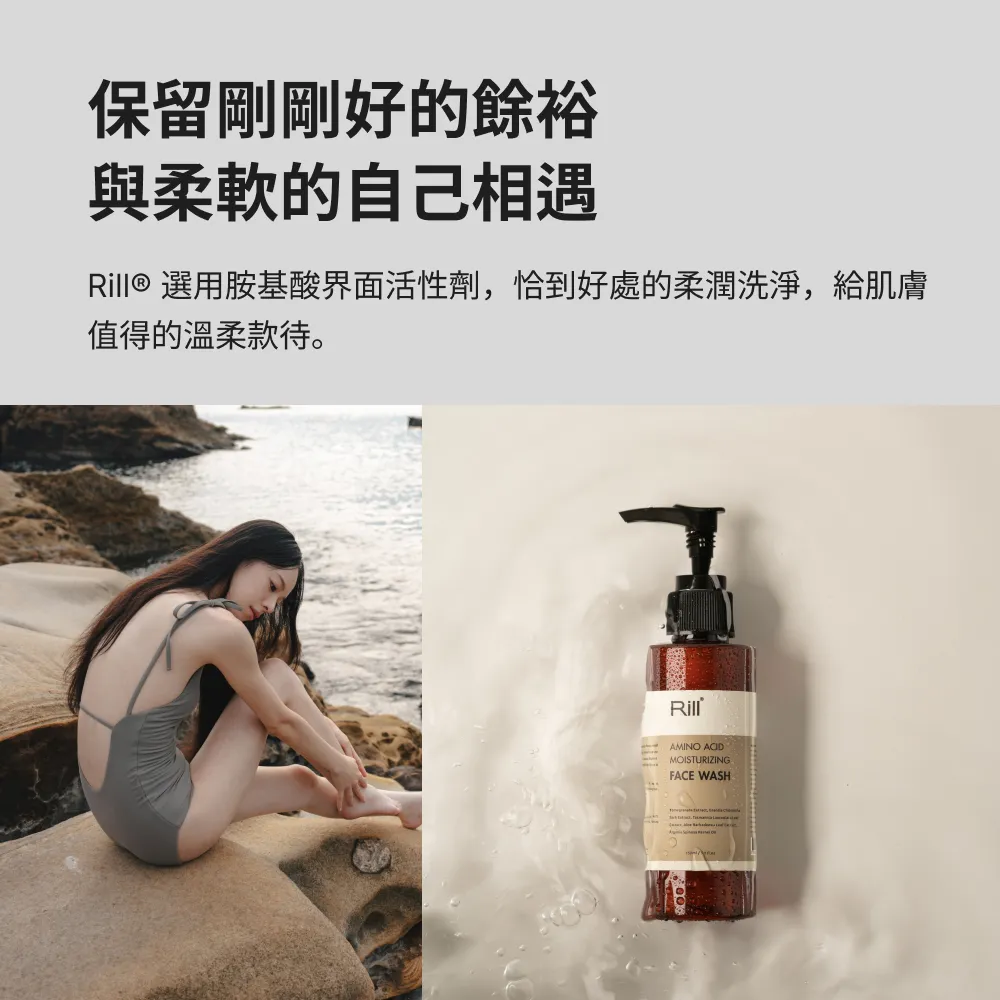 保留剛剛好的餘裕
與柔軟的自己相遇
Rill® 選用胺基酸界面活性劑，恰到好處的柔潤洗淨，給肌膚
值得的溫柔款待。
Rill®
AMINO ACID
MOISTURIZING
FACE WASH